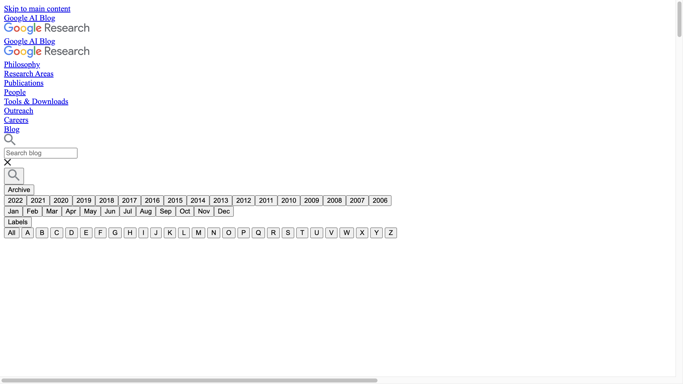 Skip to main content
Google AI Blog
Google Research
Google AI Blog
Google Research
Philosophy
Research Areas
Publications
People
Tools & Downloads
Outreach
Careers
Blog
Search blog
Archive
2022 2021 2020 2019 2018 2017 2016 2015 2014 2013 2012 2011 2010 2009 2008 2007 2006
Jan Feb Mar Apr May Jun Jul Aug Sep Oct Nov Dec
Labels
All A B C D E F G H I J K L M N O P Q R S T U V W X Y Z